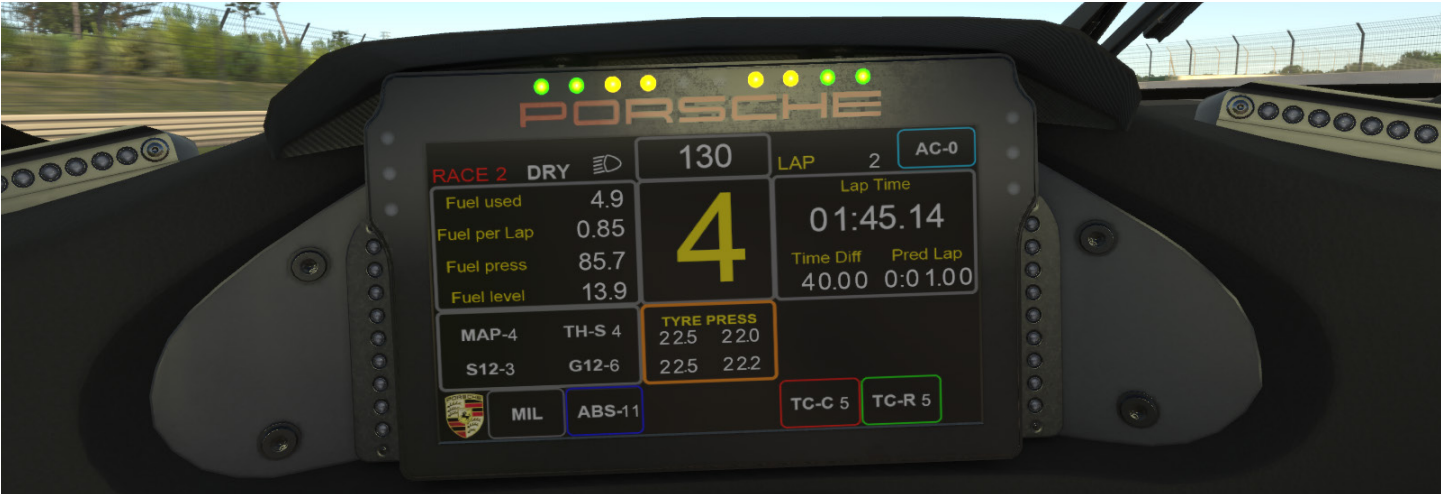 PORSCHE
RACE 2 DRY 130 LAP 2 AC-0
Fuel used 4.9
Fuel per Lap 0.85
Fuel press 85.7
Fuel level 13.9
4
Lap Time
01:45.14
Time Diff Pred Lap
40.00 0:01.00
MAP-4 TH-S 4
S12-3 G12-6
TYRE PRESS
22.5 22.0
22.5 22.2
MIL ABS-11 TC-C 5 TC-R 5